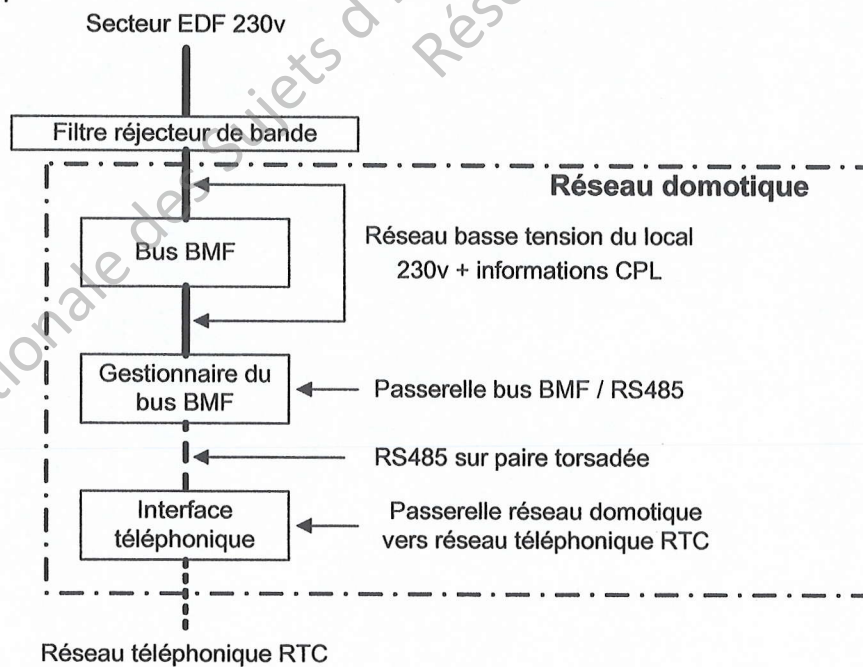 Secteur EDF 230v
Filtre réjecteur de bande
Réseau domotique
Bus BMF
Réseau basse tension du local
230v + informations CPL
Gestionnaire du
bus BMF
Passerelle bus BMF / RS485
RS485 sur paire torsadée
Interface
téléphonique
Passerelle réseau domotique
vers réseau téléphonique RTC
Réseau téléphonique RTC
des Sujets d